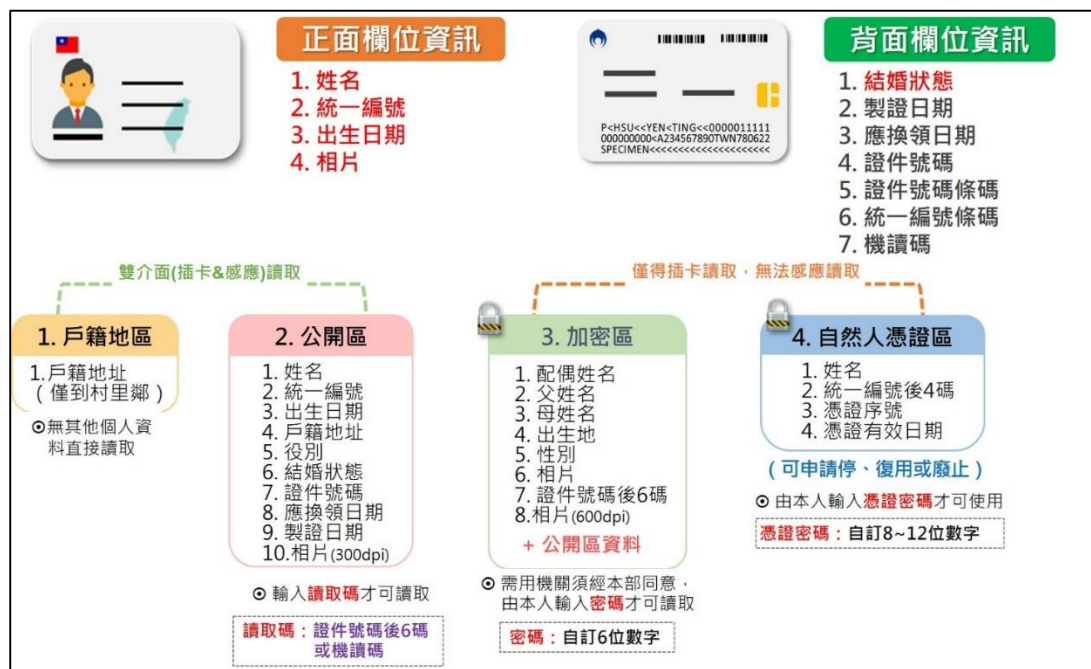 正面欄位資訊
1. 姓名
2. 統一編號
3. 出生日期
4. 相片
P<HSU<<YEN<TING<<0000011111
000000000<A234567890TWN780622
SPECIMEN<<<<<<<<<<<<<<<<<<<<<
背面欄位資訊
1. 結婚狀態
2. 製證日期
3. 應換領日期
4. 證件號碼
5. 證件號碼條碼
6. 統一編號條碼
7. 機讀碼
雙介面(插卡&感應)讀取
僅得插卡讀取，無法感應讀取
1. 戶籍地區
1.戶籍地址
（僅到村里鄰）
⊙無其他個人資
料直接讀取
2. 公開區
1. 姓名
2. 統一編號
3. 出生日期
4. 戶籍地址
5. 役別
6. 結婚狀態
7. 證件號碼
8. 應換領日期
9. 製證日期
10.相片(300dpi)
⊙ 輸入讀取碼才可讀取
讀取碼：證件號碼後6碼
或機讀碼
3. 加密區
1. 配偶姓名
2. 父姓名
3. 母姓名
4. 出生地
5. 性別
6. 相片
7. 證件號碼後6碼
8. 相片(600dpi)
+ 公開區資料
⊙ 需用機關須經本部同意，
由本人輸入密碼才可讀取
密碼：自訂6位數字
4. 自然人憑證區
1. 姓名
2. 統一編號後4碼
3. 憑證序號
4. 憑證有效日期
（可申請停、復用或廢止）
⊙ 由本人輸入憑證密碼才可使用
憑證密碼：自訂8~12位數字